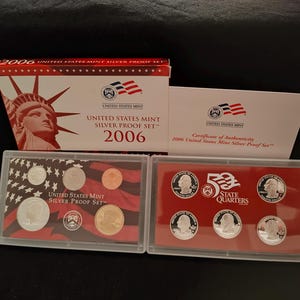 2006 UNITED STATES MINT SILVER PROOF SET
UNITED STATES MINT
UNITED STATES MINT
SILVER PROOF SET
2006
UNITED STATES MINT
Certificate of Authenticity
2006 United States Mint Silver Proof Set
UNITED STATES MINT
SILVER PROOF SET
50
STATE
QUARTERS